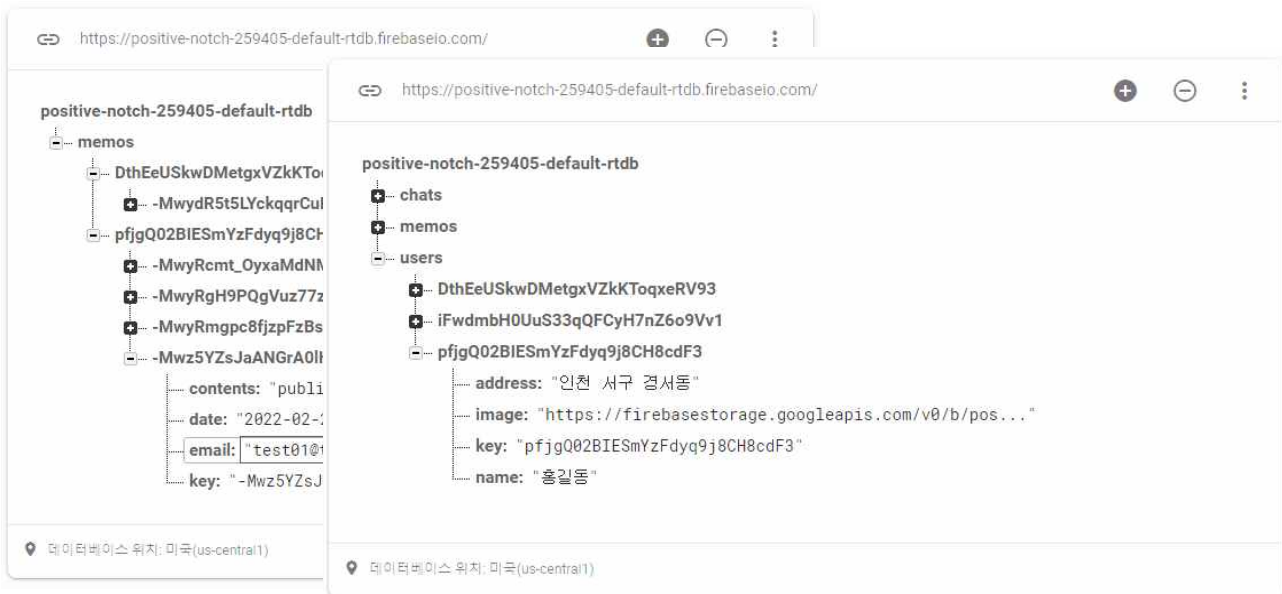 https://positive-notch-259405-default-rtdb.firebaseio.com/
positive-notch-259405-default-rtdb
memos
DthEeUSkwDMetgxVZkKTo
-MwydR5t5LYckqqrCu
pfjgQ02BIESmYzFdyq9j8CH
-MwyRcmt_OyxaMdN
-MwyRgH9PQgVuz77z
-MwyRmgpc8fjzpFzBs
-Mwz5YZsJaANGrA0l
contents: "publi
date: "2022-02-
email: "test01@
key: "-Mwz5YZsJ
데이터베이스 위치: 미국(us-central1)
https://positive-notch-259405-default-rtdb.firebaseio.com/
positive-notch-259405-default-rtdb
chats
memos
users
DthEeUSkwDMetgxVZkKToqxeRV93
iFwdmbH0UuS33qQFCyH7nZ6o9Vv1
pfjgQ02BIESmYzFdyq9j8CH8cdF3
address: "인천 서구 경서동"
image: "https://firebasestorage.googleapis.com/v0/b/pos..."
key: "pfjgQ02BIESmYzFdyq9j8CH8cdF3"
name: "홍길동"
데이터베이스 위치: 미국(us-central1)